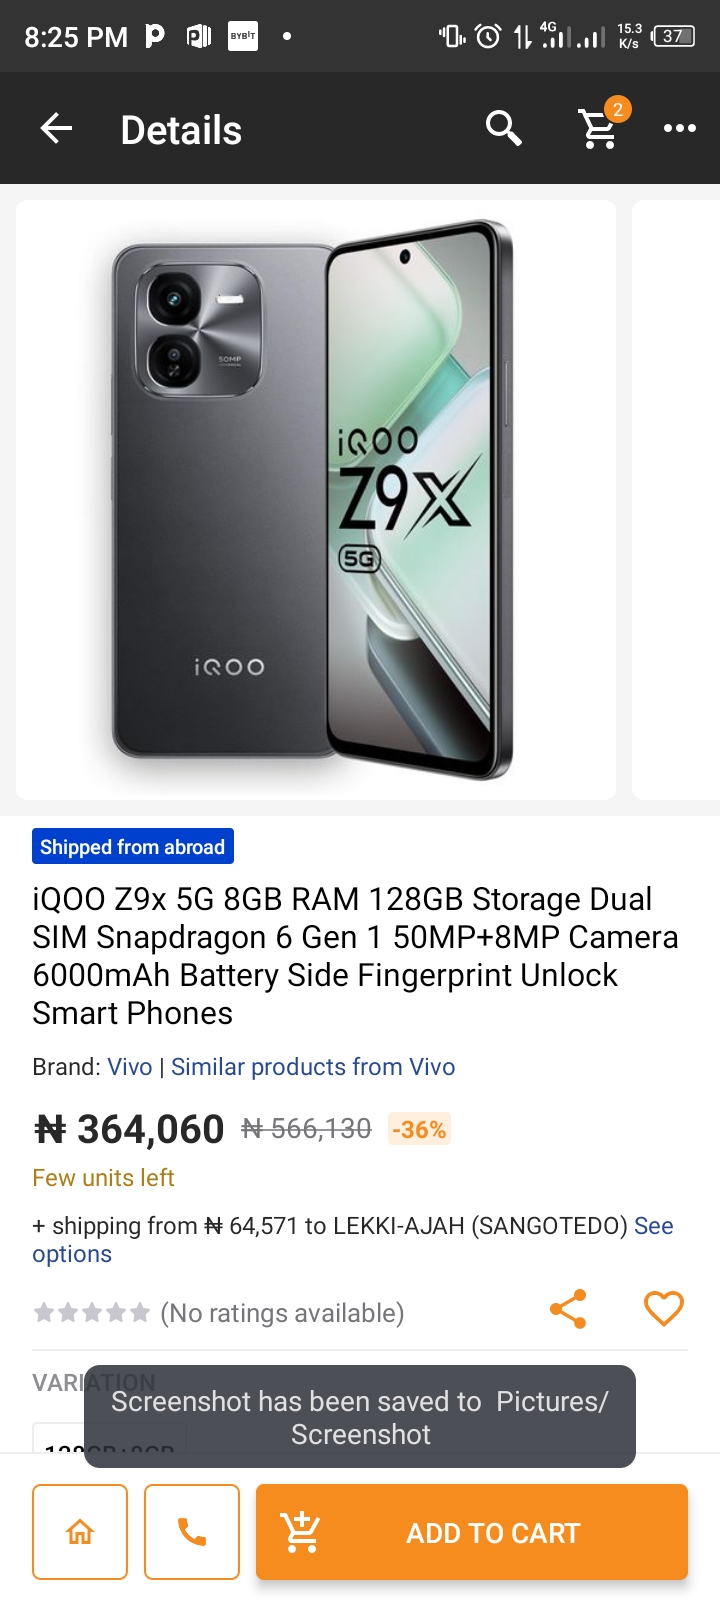 8:25 PM
BYBIT
4G
15.3 K/s
37
Details
2
50MP
iQOO
Z9X
5G
iQOO
Shipped from abroad
iQOO Z9x 5G 8GB RAM 128GB Storage Dual
SIM Snapdragon 6 Gen 1 50MP+8MP Camera
6000mAh Battery Side Fingerprint Unlock
Smart Phones
Brand: Vivo | Similar products from Vivo
₦ 364,060 ₦ 566,130 -36%
Few units left
+ shipping from ₦ 64,571 to LEKKI-AJAH (SANGOTEDO) See
options
(No ratings available)
VARIATION
Screenshot has been saved to Pictures/
Screenshot
128GB+8GB
ADD TO CART